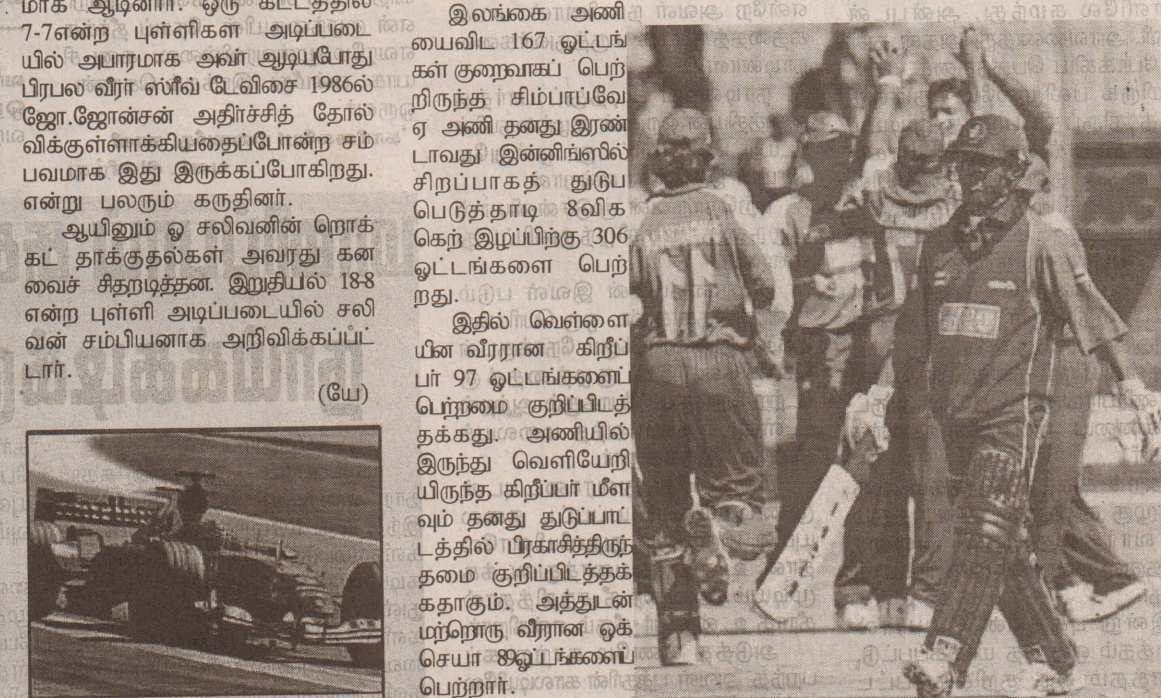 மாக ஆடினார் ஒரு கட்டத்தில்
7-7என்ற புள்ளிகள் அடிப்படை
யில் அபாரமாக அவர் ஆடியபோது
பிரபல வீரர் ஸ்ரீவ் டேவிசை 1986ல்
ஜோ.ஜோன்சன் அதிர்ச்சித் தோல்
விக்குள்ளாக்கியதைப்போன்ற சம்
பவமாக இது இருக்கப்போகிறது.
என்று பலரும் கருதினர்.
ஆயினும் ஓ சலிவனின் றொக்
கட் தாக்குதல்கள் அவரது கன
வைச் சிதறடித்தன. இறுதியில் 18-8
என்ற புள்ளி அடிப்படையில் சலி
வன் சம்பியனாக அறிவிக்கப்பட்ட்
டார்.
(யே)
இலங்கை அணி
யைவிட 167 ஓட்டங்
கள் குறைவாகப் பெற்
றிருந்த சிம்பாப்வே
ஏ அணி தனது இரண்
டாவது இன்னிங்ஸில்
சிறப்பாகத் துடுப
பெடுத்தாடி 8விக்
கெற் இழப்பிற்கு 306
ஓட்டங்களை பெற்
றது.
இதில் வெள்ளை
யின வீரரான கிறீப்
பர் 97 ஓட்டங்களைப்
பெற்றமை குறிப்பிடத்
தக்கது. அணியில்
இருந்து வெளியேறி
யிருந்த கிறீப்பர் மீள
வும் தனது துடுப்பாட்
டத்தில் பிரகாசித்திருந்
தமை குறிப்பிடத்தக்
கதாகும். அத்துடன்
மற்றொரு வீரரான ஒக்
செயா 89ஓட்டங்களைப்
பெற்றார்.